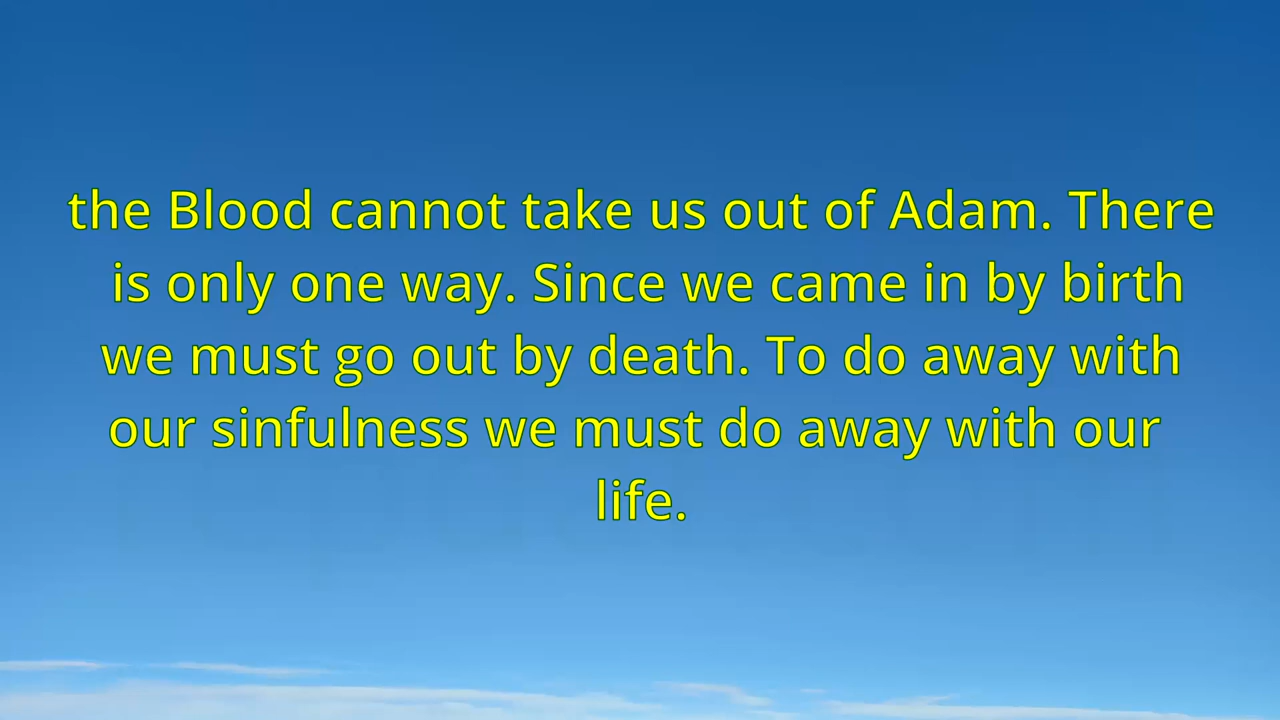 the Blood cannot take us out of Adam. There
is only one way. Since we came in by birth
we must go out by death. To do away with
our sinfulness we must do away with our
life.